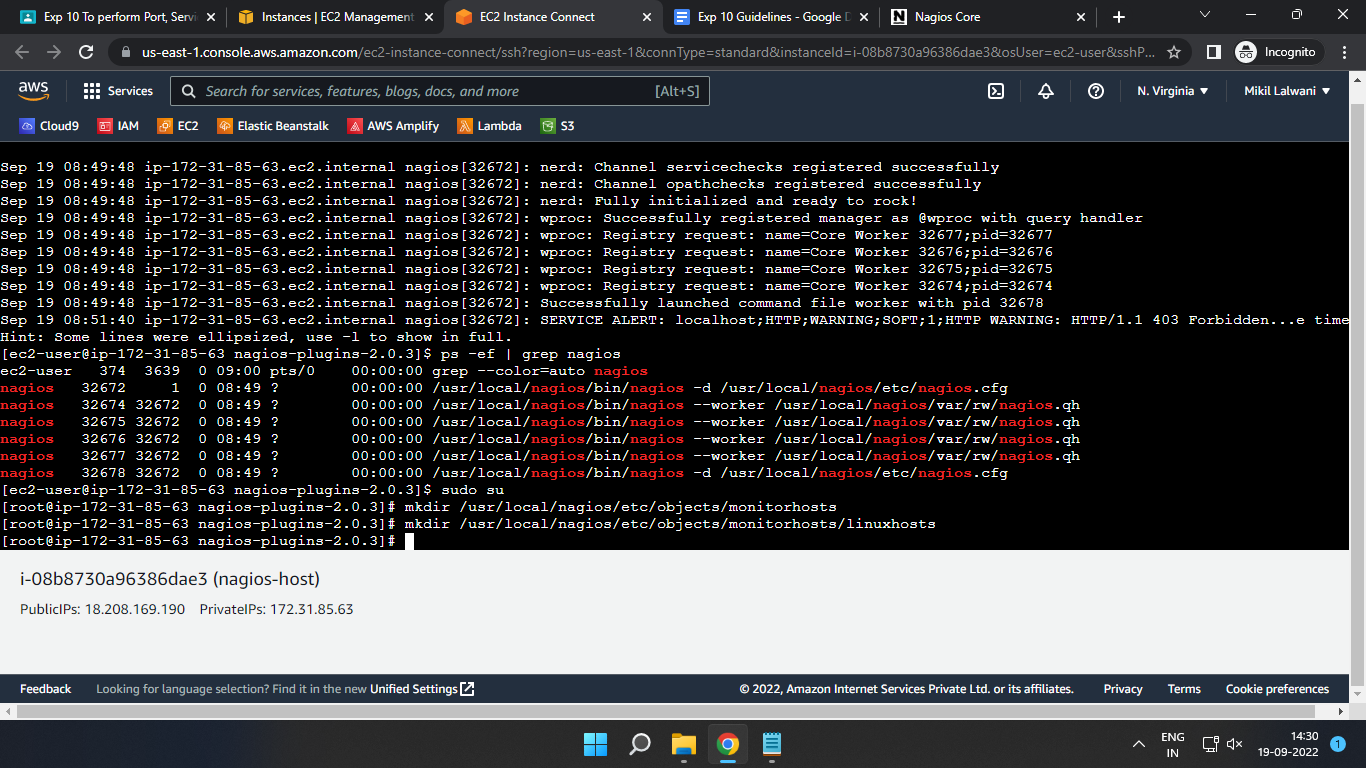 Exp 10 To perform Port, Servi
Instances | EC2 Management
EC2 Instance Connect
Exp 10 Guidelines - Google D
Nagios Core
us-east-1.console.aws.amazon.com/ec2-instance-connect/ssh?region=us-east-1&connType=standard&instanceId=i-08b8730a96386dae3&osUser=ec2-user&sshP...
Incognito
aws
Services
Search for services, features, blogs, docs, and more
[Alt+S]
N. Virginia
Mikil Lalwani
Cloud9 IAM EC2 Elastic Beanstalk AWS Amplify Lambda S3
Sep 19 08:49:48 ip-172-31-85-63.ec2.internal nagios[32672]: nerd: Channel servicechecks registered successfully
Sep 19 08:49:48 ip-172-31-85-63.ec2.internal nagios[32672]: nerd: Channel opathchecks registered successfully
Sep 19 08:49:48 ip-172-31-85-63.ec2.internal nagios[32672]: nerd: Fully initialized and ready to rock!
Sep 19 08:49:48 ip-172-31-85-63.ec2.internal nagios[32672]: wproc: Successfully registered manager as @wproc with query handler
Sep 19 08:49:48 ip-172-31-85-63.ec2.internal nagios[32672]: wproc: Registry request: name=Core Worker 32677;pid=32677
Sep 19 08:49:48 ip-172-31-85-63.ec2.internal nagios[32672]: wproc: Registry request: name=Core Worker 32676;pid=32676
Sep 19 08:49:48 ip-172-31-85-63.ec2.internal nagios[32672]: wproc: Registry request: name=Core Worker 32675;pid=32675
Sep 19 08:49:48 ip-172-31-85-63.ec2.internal nagios[32672]: wproc: Registry request: name=Core Worker 32674;pid=32674
Sep 19 08:49:48 ip-172-31-85-63.ec2.internal nagios[32672]: Successfully launched command file worker with pid 32678
Sep 19 08:51:40 ip-172-31-85-63.ec2.internal nagios[32672]: SERVICE ALERT: localhost;HTTP;WARNING;SOFT;1;HTTP WARNING: HTTP/1.1 403 Forbidden...e time
Hint: Some lines were ellipsized, use -l to show in full.
[ec2-user@ip-172-31-85-63 nagios-plugins-2.0.3]$ ps -ef | grep nagios
ec2-user   374  3639  0 09:00 pts/0    00:00:00 grep --color=auto nagios
nagios   32672     1  0 08:49 ?        00:00:00 /usr/local/nagios/bin/nagios -d /usr/local/nagios/etc/nagios.cfg
nagios   32674 32672  0 08:49 ?        00:00:00 /usr/local/nagios/bin/nagios --worker /usr/local/nagios/var/rw/nagios.qh
nagios   32675 32672  0 08:49 ?        00:00:00 /usr/local/nagios/bin/nagios --worker /usr/local/nagios/var/rw/nagios.qh
nagios   32676 32672  0 08:49 ?        00:00:00 /usr/local/nagios/bin/nagios --worker /usr/local/nagios/var/rw/nagios.qh
nagios   32677 32672  0 08:49 ?        00:00:00 /usr/local/nagios/bin/nagios --worker /usr/local/nagios/var/rw/nagios.qh
nagios   32678 32672  0 08:49 ?        00:00:00 /usr/local/nagios/bin/nagios -d /usr/local/nagios/etc/nagios.cfg
[ec2-user@ip-172-31-85-63 nagios-plugins-2.0.3]$ sudo su
[root@ip-172-31-85-63 nagios-plugins-2.0.3]# mkdir /usr/local/nagios/etc/objects/monitorhosts
[root@ip-172-31-85-63 nagios-plugins-2.0.3]# mkdir /usr/local/nagios/etc/objects/monitorhosts/linuxhosts
[root@ip-172-31-85-63 nagios-plugins-2.0.3]#
i-08b8730a96386dae3 (nagios-host)
PublicIPs: 18.208.169.190 PrivateIPs: 172.31.85.63
Feedback Looking for language selection? Find it in the new Unified Settings © 2022, Amazon Internet Services Private Ltd. or its affiliates. Privacy Terms Cookie preferences
ENG
IN
14:30
19-09-2022
1